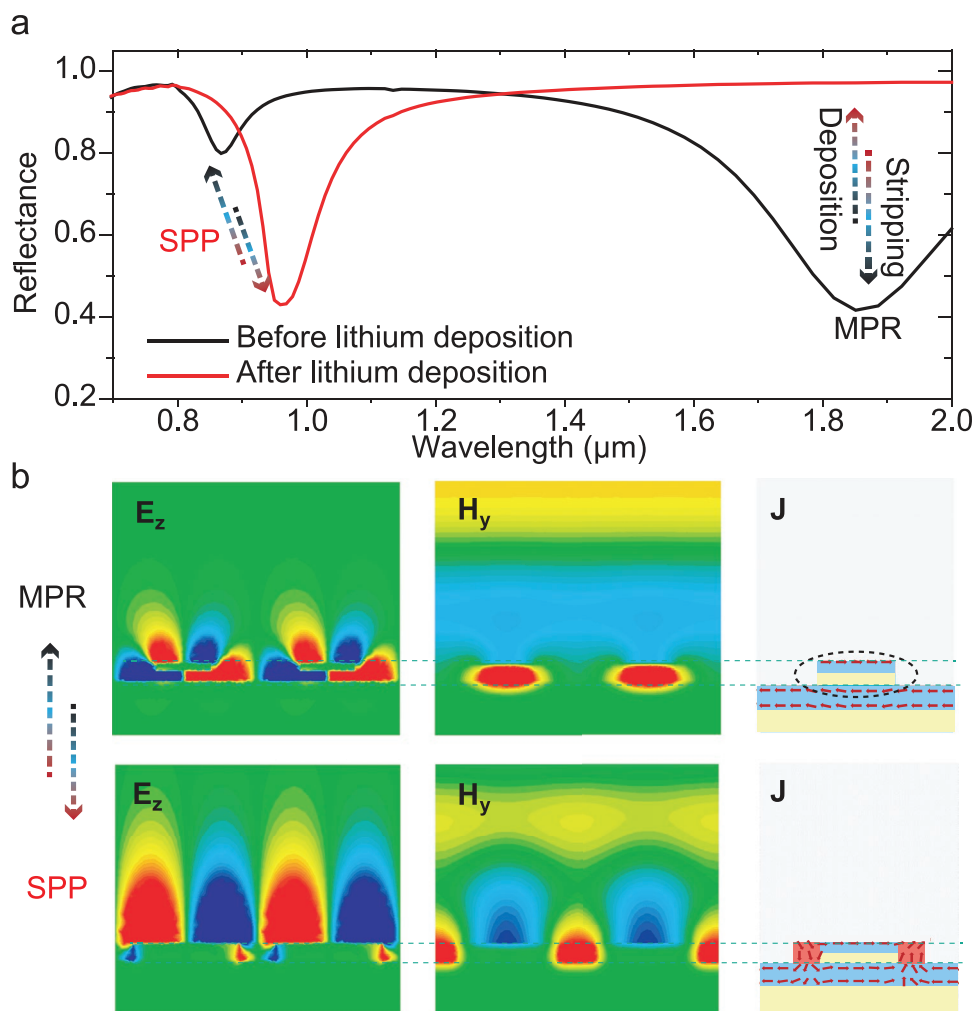 a
1.0
0.8
0.6
0.4
0.2
Reflectance
SPP
Deposition
Stripping
MPR
Before lithium deposition
After lithium deposition
0.8
1.0
1.2
1.4
1.6
1.8
2.0
Wavelength (µm)
b
MPR
SPP
Ez
Hy
J
Ez
Hy
J